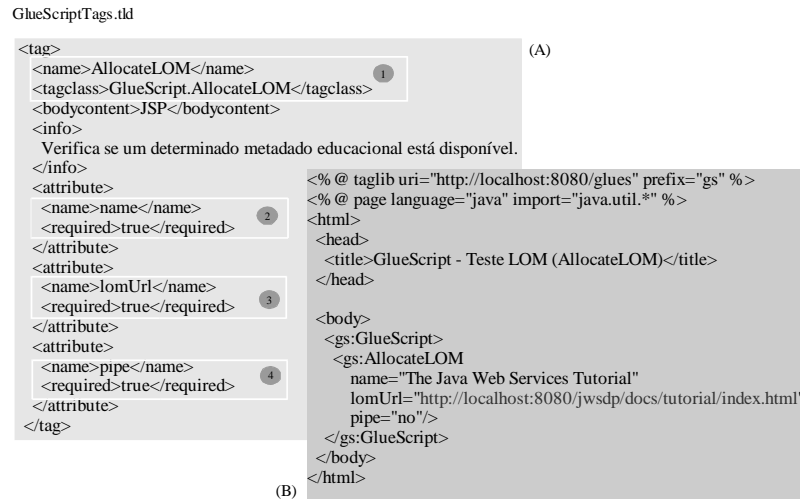 GlueScriptTags.tld
(A)
<tag>
<name>AllocateLOM</name>
1
<tagclass>GlueScript.AllocateLOM</tagclass>
<bodycontent>JSP</bodycontent>
<info>
Verifica se um determinado metadado educacional está disponível.
</info>
<attribute>
<name>name</name>
2
<required>true</required>
</attribute>
<attribute>
<name>lomUrl</name>
3
<required>true</required>
</attribute>
<attribute>
<name>pipe</name>
4
<required>true</required>
</attribute>
</tag>
<%@ taglib uri="http://localhost:8080/glues" prefix="gs" %>
<%@ page language="java" import="java.util.*" %>
<html>
<head>
<title>GlueScript - Teste LOM (AllocateLOM)</title>
</head>
<body>
<gs:GlueScript>
<gs:AllocateLOM
name="The Java Web Services Tutorial"
lomUrl="http://localhost:8080/jwsdp/docs/tutorial/index.html"
pipe="no"/>
</gs:GlueScript>
</body>
</html>
(B)